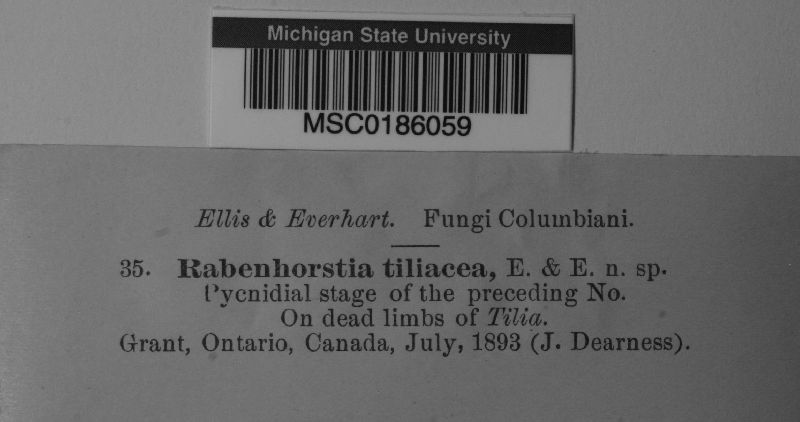 Michigan State University
MSC0186059
Ellis & Everhart. Fungi Columbiani.
35. Rabenhorstia tiliacea, E. & E. n. sp.
Pycnidial stage of the preceding No.
On dead limbs of Tilia.
Grant, Ontario, Canada, July, 1893 (J. Dearness).